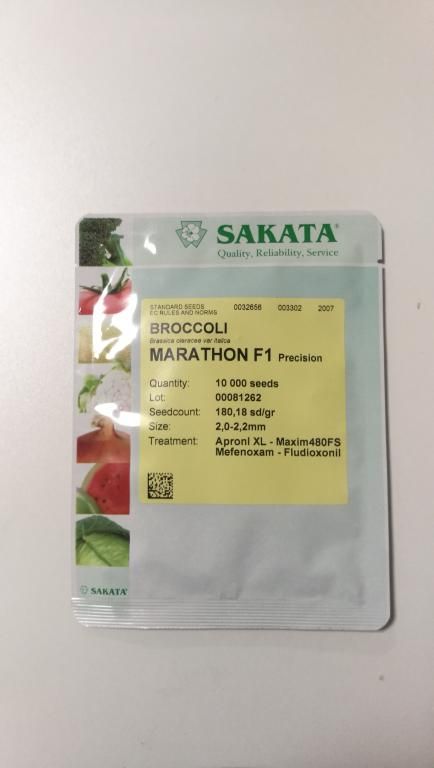 SAKATA®
Quality, Reliability, Service
STANDARD SEEDS 0032656 003302 2007
EC RULES AND NORMS
BROCCOLI
Brassica oleracea var italica
MARATHON F1 Precision
Quantity: 10 000 seeds
Lot: 00081262
Seedcount: 180,18 sd/gr
Size: 2,0-2,2mm
Treatment: Apronl XL - Maxim480FS
Mefenoxam - Fludioxonil
SAKATA®